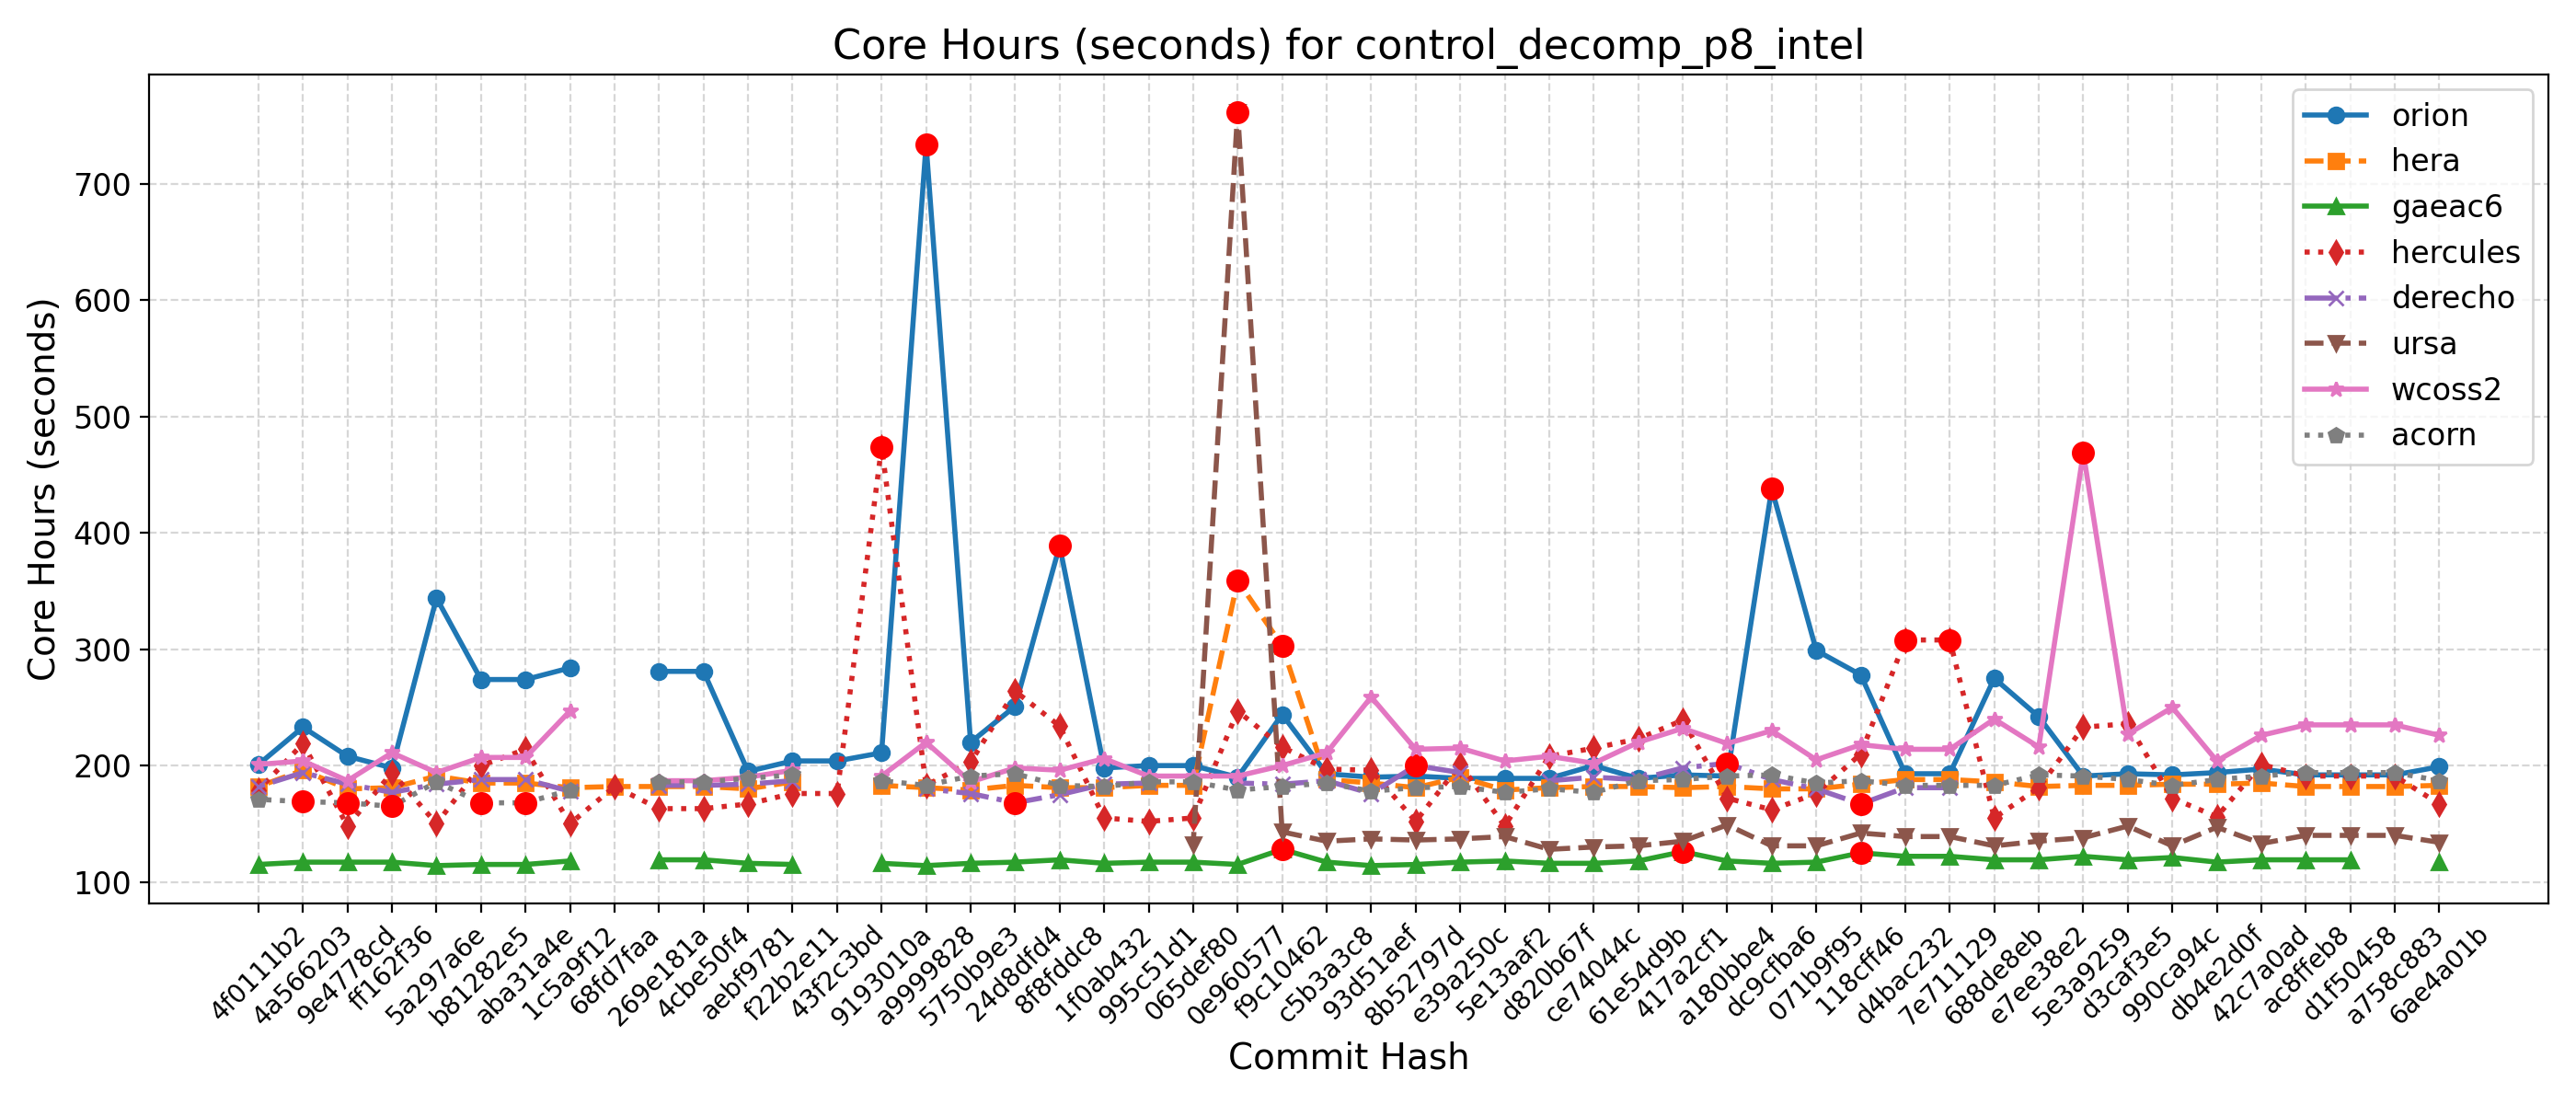 Core Hours (seconds) for control_decomp_p8_intel
Core Hours (seconds)
700
600
500
400
300
200
100
orion
hera
gaeac6
hercules
derecho
ursa
wcoss2
acorn
4f0111b2
4a566203
9e4778cd
ff162f36
5a297a6e
b81282e5
aba31a4e
1c5a9f12
68fd7faa
269e181a
4cbe50f4
aebf9781
f22b2e11
43f2c3bd
9193010a
a9999828
5750b9e3
24d8dfd4
8f8fddc8
1f0ab432
995c51d1
065def80
0e960577
f9c10462
c5b3a3c8
93d51aef
8b52797d
e39a250c
5e13aaf2
d820b67f
ce74044c
61e54d9b
417a2cf1
a180bbe4
dc9cfba6
071b9f95
118cff46
d4bac232
7e711129
688de8eb
e7ee38e2
5e3a9259
d3caf3e5
990ca94c
db4e2d0f
42c7a0ad
ac8ffeb8
d1f50458
a758c883
6ae4a01b
Commit Hash